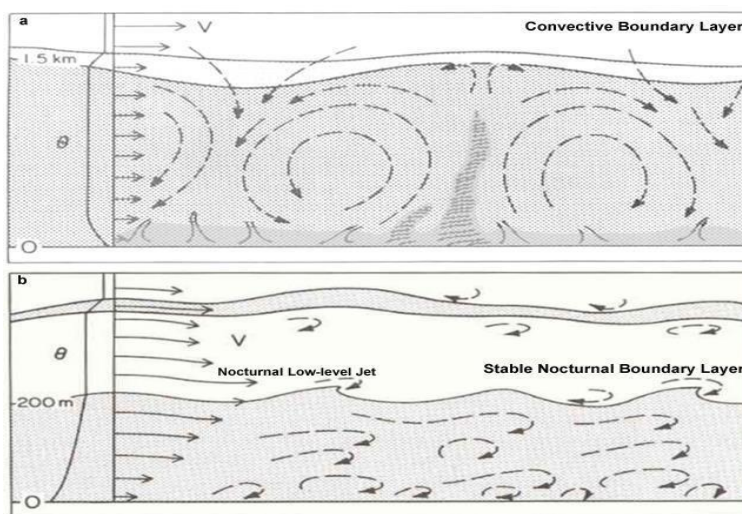 a
V
Convective Boundary Layer
1.5 km
θ
O
b
θ
V
Nocturnal Low-level Jet
Stable Nocturnal Boundary Layer
200 m
O